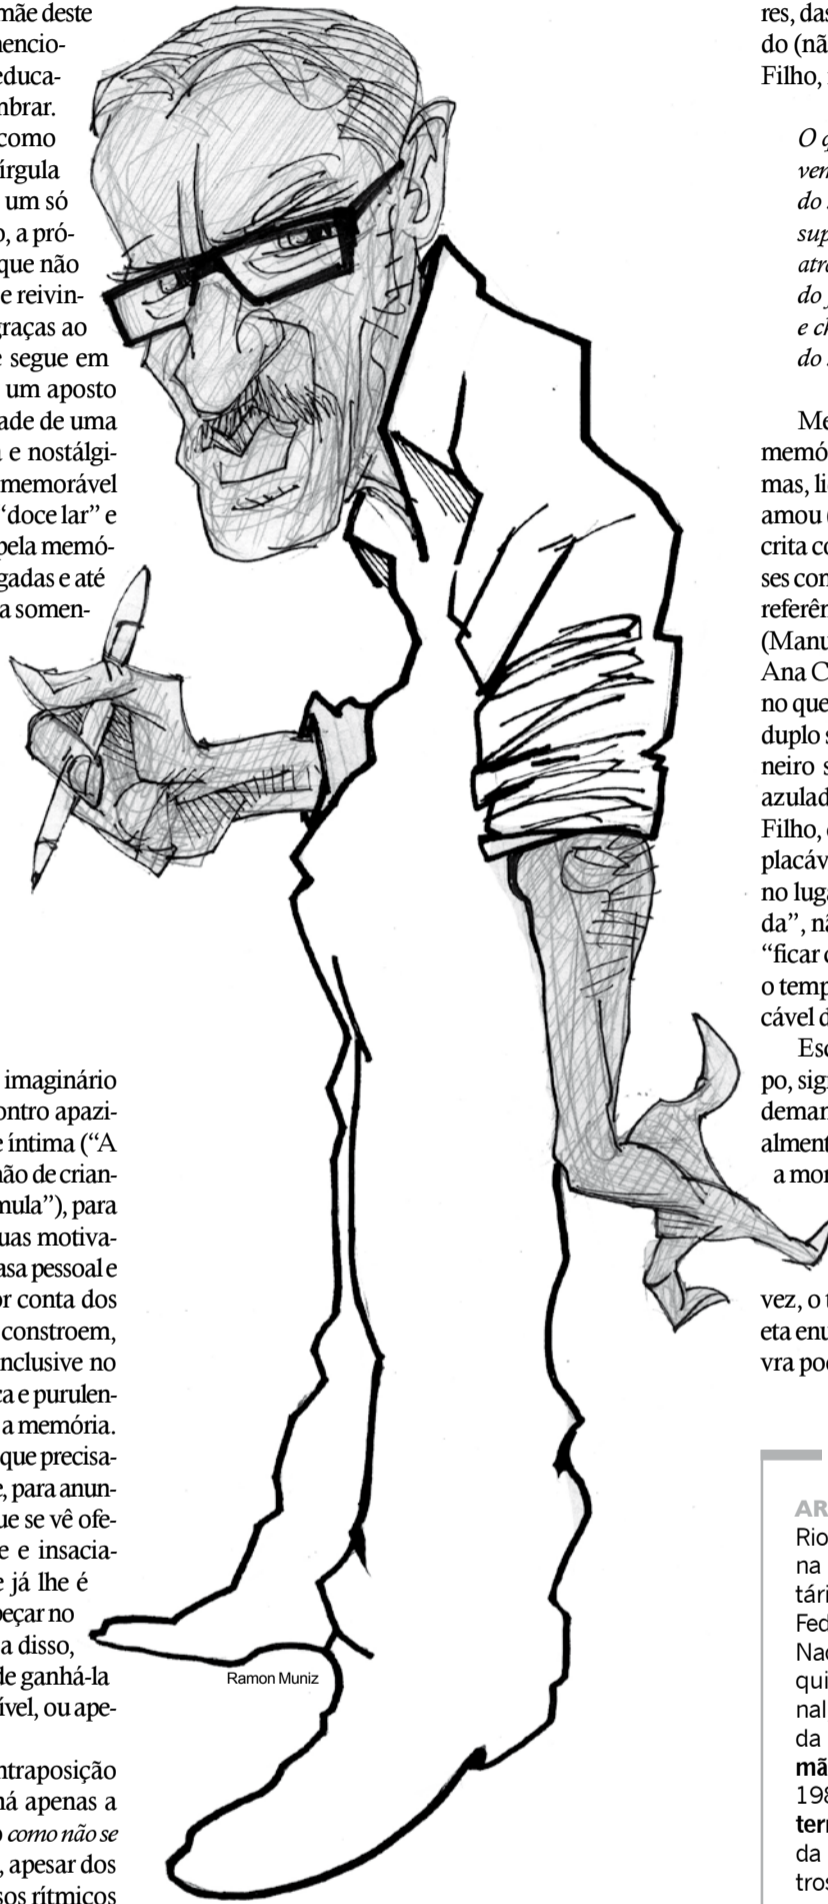 mãe deste
encio-
educa-
mbrar.
como
írgula
um só
o, a pró-
que não
e reivin-
graças ao
e segue em
um aposto
ade de uma
a e nostálgi-
memorável
“doce lar” e
pela memó-
gadas e até
a somen-
imaginário
ontro apazi-
e íntima (“A
não de crian-
mula”), para
uas motiva-
asa pessoal e
or conta dos
constroem,
nclusive no
ca e purulen-
a memória.
que precisa-
e, para anun-
ue se vê ofe-
e e insacia-
e já lhe é
peçar no
a disso,
de ganhá-la
ível, ou ape-
ntraposição
há apenas a
o como não se
, apesar dos
sos rítmicos
Ramon Muniz
res, das
do (nã
Filho,
O q
ven
do
sup
atra
do
e ch
do
Me
memó
mas, li
amou
crita co
ses con
referên
(Manu
Ana C
no que
duplo s
neiro s
azulad
Filho,
placáv
no luga
da”, nã
“ficar
o temp
cável d
Esc
po, sig
deman
alment
a mor
vez, o t
eta enu
vra poé
AR
Rio
na
tári
Fed
Nac
qui
nal
da
mã
198
terr
da
tros